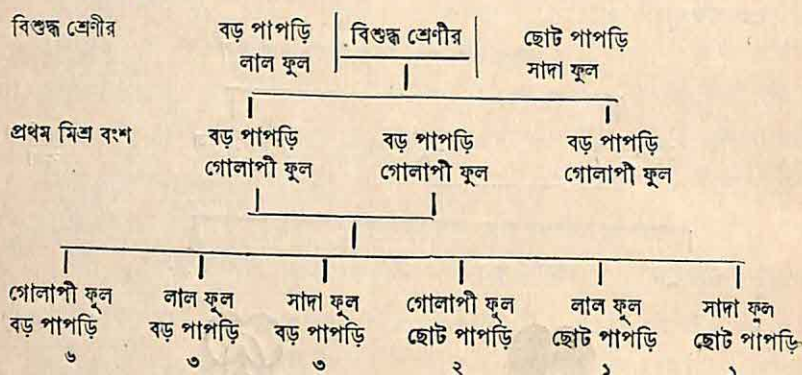 বিশুদ্ধ শ্রেণীর
বড় পাপড়ি
লাল ফুল
বিশুদ্ধ শ্রেণীর
ছোট পাপড়ি
সাদা ফুল
প্রথম মিশ্র বংশ
বড় পাপড়ি
গোলাপী ফুল
বড় পাপড়ি
গোলাপী ফুল
বড় পাপড়ি
গোলাপী ফুল
গোলাপী ফুল
বড় পাপড়ি
৬
লাল ফুল
বড় পাপড়ি
৩
সাদা ফুল
বড় পাপড়ি
৩
গোলাপী ফুল
ছোট পাপড়ি
২
লাল ফুল
ছোট পাপড়ি
১
সাদা ফুল
ছোট পাপড়ি
১